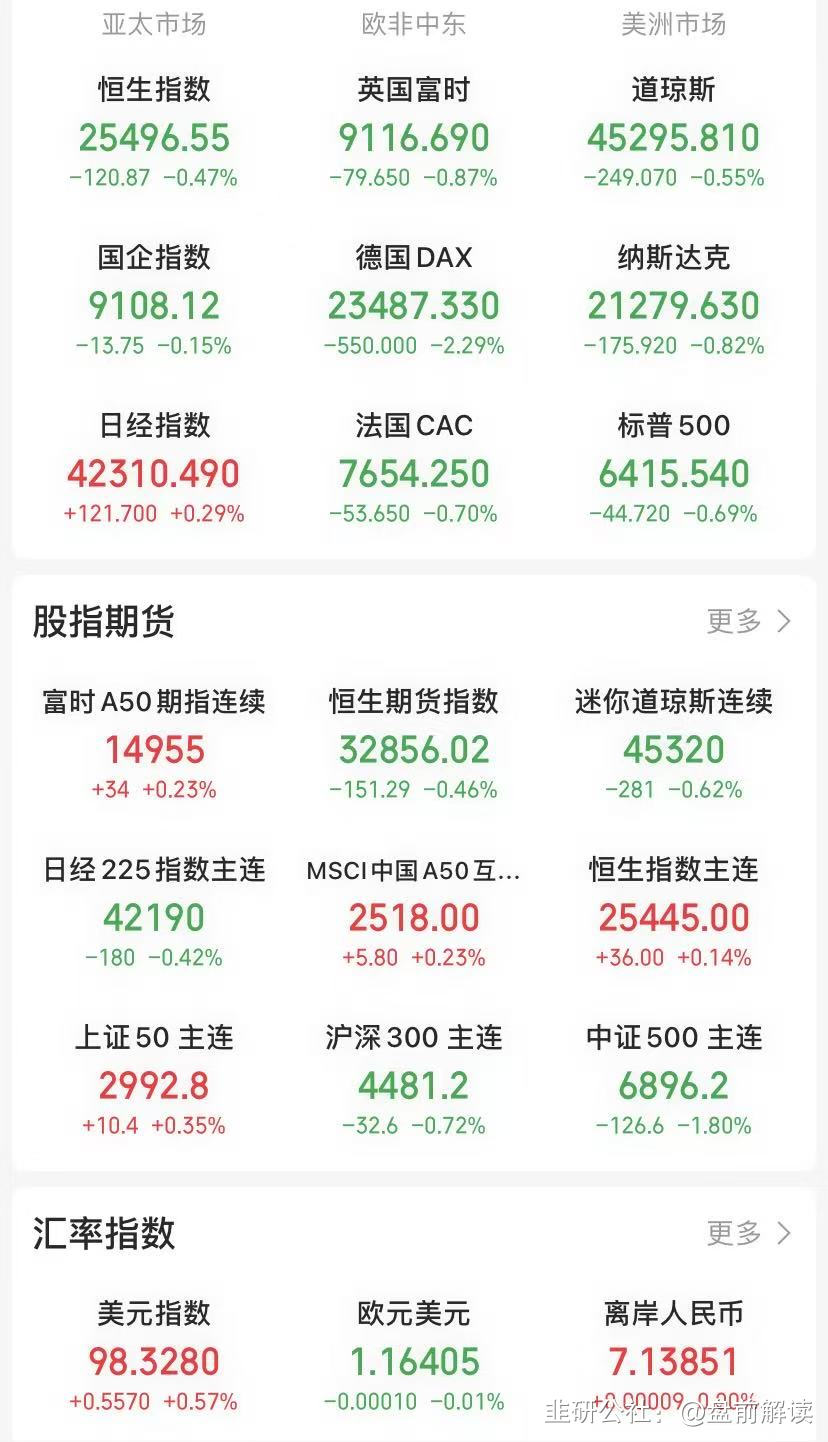 亚太市场 欧非中东 美洲市场
恒生指数 英国富时 道琼斯
25496.55 9116.690 45295.810
-120.87 -0.47% -79.650 -0.87% -249.070 -0.55%
国企指数 德国DAX 纳斯达克
9108.12 23487.330 21279.630
-13.75 -0.15% -550.000 -2.29% -175.920 -0.82%
日经指数 法国CAC 标普500
42310.490 7654.250 6415.540
+121.700 +0.29% -53.650 -0.70% -44.720 -0.69%
股指期货 更多 >
富时A50期指连续 恒生期货指数 迷你道琼斯连续
14955 32856.02 45320
+34 +0.23% -151.29 -0.46% -281 -0.62%
日经225指数主连 MSCI中国A50互... 恒生指数主连
42190 2518.00 25445.00
-180 -0.42% +5.80 +0.23% +36.00 +0.14%
上证50 主连 沪深300 主连 中证500 主连
2992.8 4481.2 6896.2
+10.4 +0.35% -32.6 -0.72% -126.6 -1.80%
汇率指数 更多 >
美元指数 欧元美元 离岸人民币
98.3280 1.16405 7.13851
+0.5570 +0.57% -0.00010 -0.01% +0.00009 0.00%
韭研公社：@盘前解读